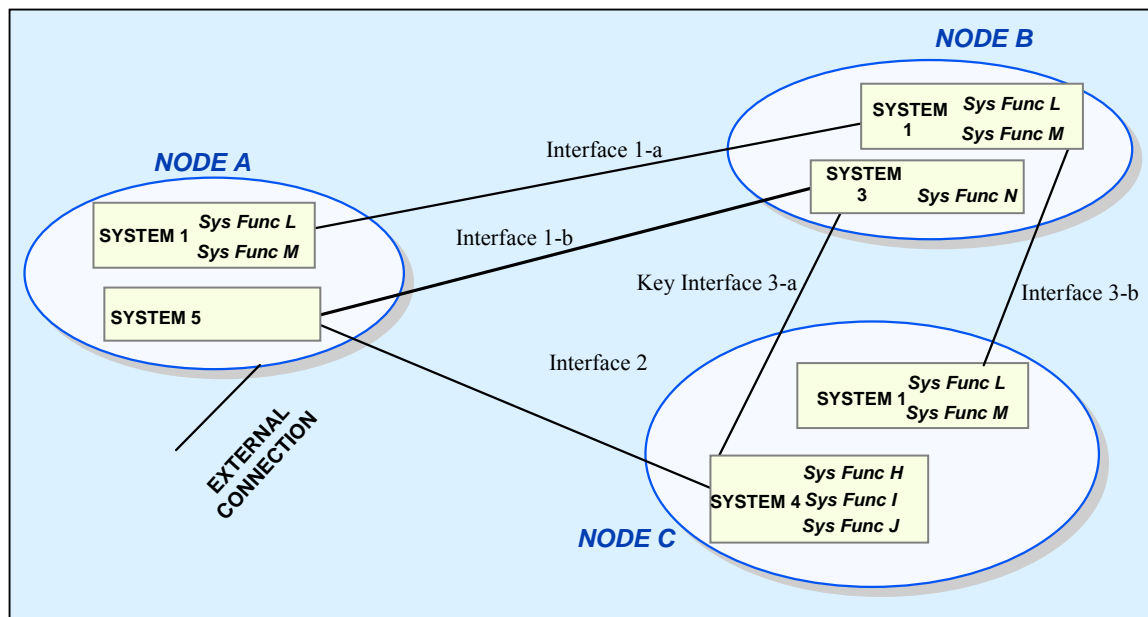 NODE B
SYSTEM
1
Sys Func L
Sys Func M
SYSTEM
3
Sys Func N
NODE A
SYSTEM 1
Sys Func L
Sys Func M
SYSTEM 5
Interface 1-a
Interface 1-b
Key Interface 3-a
Interface 3-b
Interface 2
EXTERNAL
CONNECTION
SYSTEM 1
Sys Func L
Sys Func M
SYSTEM 4
Sys Func H
Sys Func I
Sys Func J
NODE C